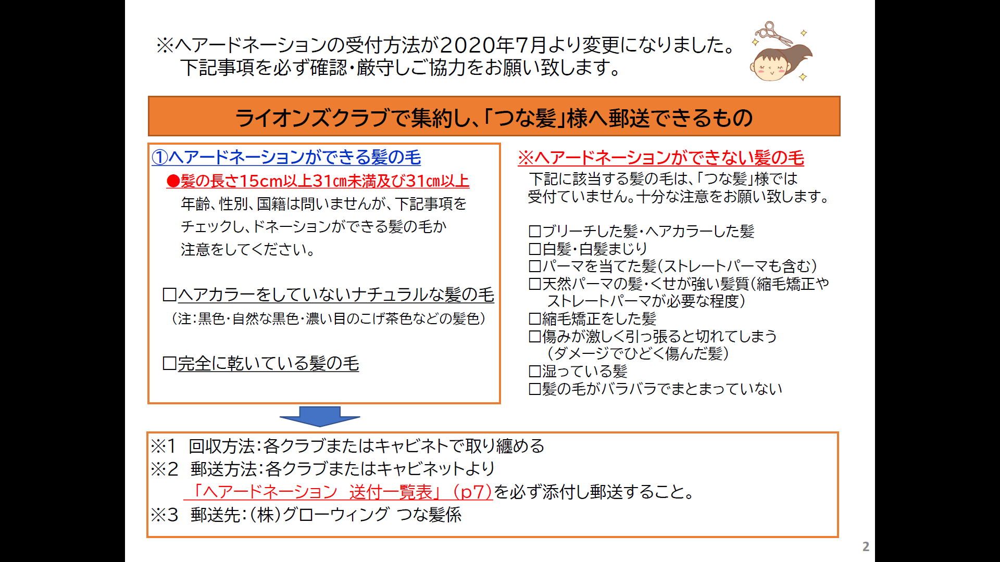 ※ヘアードネーションの受付方法が2020年7月より変更になりました。
下記事項を必ず確認・厳守しご協力をお願い致します。
ライオンズクラブで集約し、「つな髪」様へ郵送できるもの
①ヘアードネーションができる髪の毛
●髪の長さ15cm以上31㎝未満及び31㎝以上
年齢、性別、国籍は問いませんが、下記事項を
チェックし、ドネーションができる髪の毛か
注意をしてください。
□ヘアカラーをしていないナチュラルな髪の毛
（注：黒色・自然な黒色・濃い目のこげ茶色などの髪色）
□完全に乾いている髪の毛
※ヘアードネーションができない髪の毛
下記に該当する髪の毛は、「つな髪」様では
受付ていません。十分な注意をお願い致します。
□ブリーチした髪・ヘアカラーした髪
□白髪・白髪まじり
□パーマを当てた髪（ストレートパーマも含む）
□天然パーマの髪・くせが強い髪質（縮毛矯正や
ストレートパーマが必要な程度）
□縮毛矯正をした髪
□傷みが激しく引っ張ると切れてしまう
（ダメージでひどく傷んだ髪）
□湿っている髪
□髪の毛がバラバラでまとまっていない
※1　回収方法：各クラブまたはキャビネトで取り纏める
※2　郵送方法：各クラブまたはキャビネットより
「ヘアードネーション　送付一覧表」（p7）を必ず添付し郵送すること。
※3　郵送先：（株）グローウィング つな髪係
2